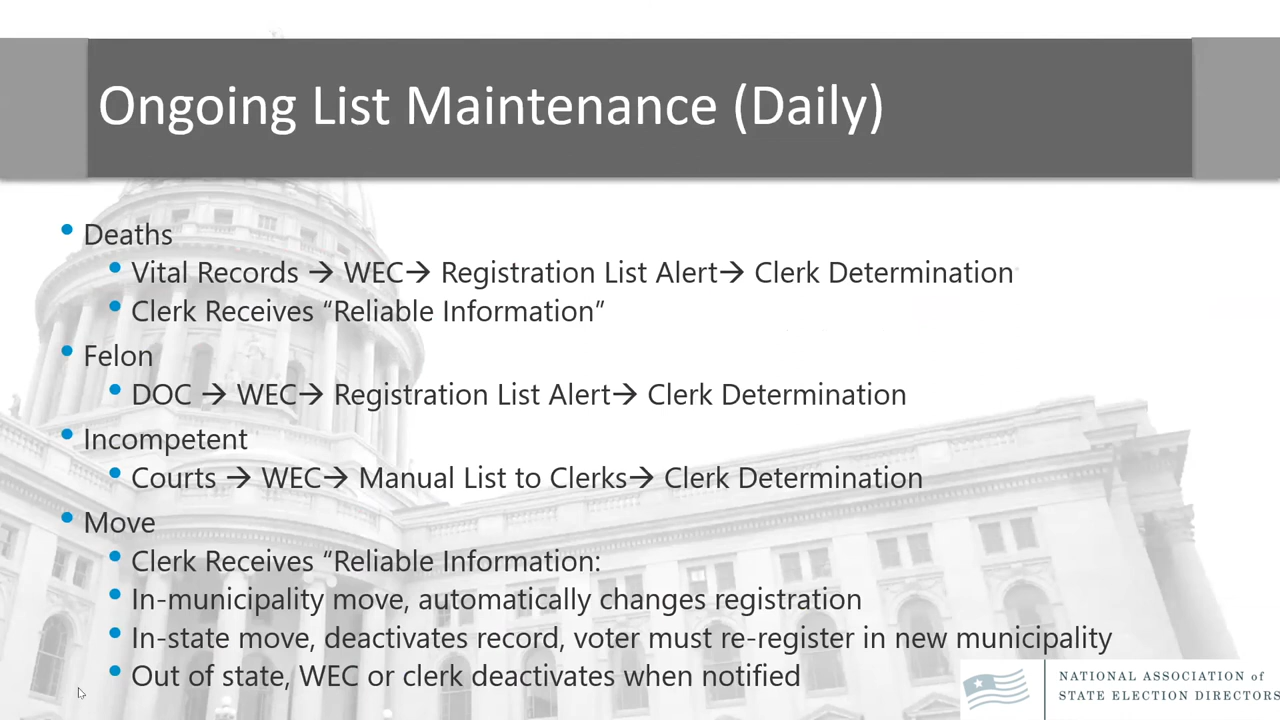 Ongoing List Maintenance (Daily)
• Deaths
• Vital Records → WEC→ Registration List Alert→ Clerk Determination
• Clerk Receives “Reliable Information”
• Felon
• DOC → WEC→ Registration List Alert→ Clerk Determination
• Incompetent
• Courts → WEC→ Manual List to Clerks→ Clerk Determination
• Move
• Clerk Receives “Reliable Information:
• In-municipality move, automatically changes registration
• In-state move, deactivates record, voter must re-register in new municipality
• Out of state, WEC or clerk deactivates when notified
NATIONAL ASSOCIATION of
STATE ELECTION DIRECTORS